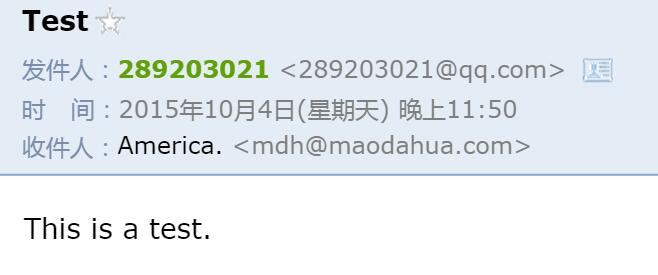 Test
发件人：289203021 <289203021@qq.com>
时　间：2015年10月4日(星期天) 晚上11:50
收件人：America. <mdh@maodahua.com>
This is a test.